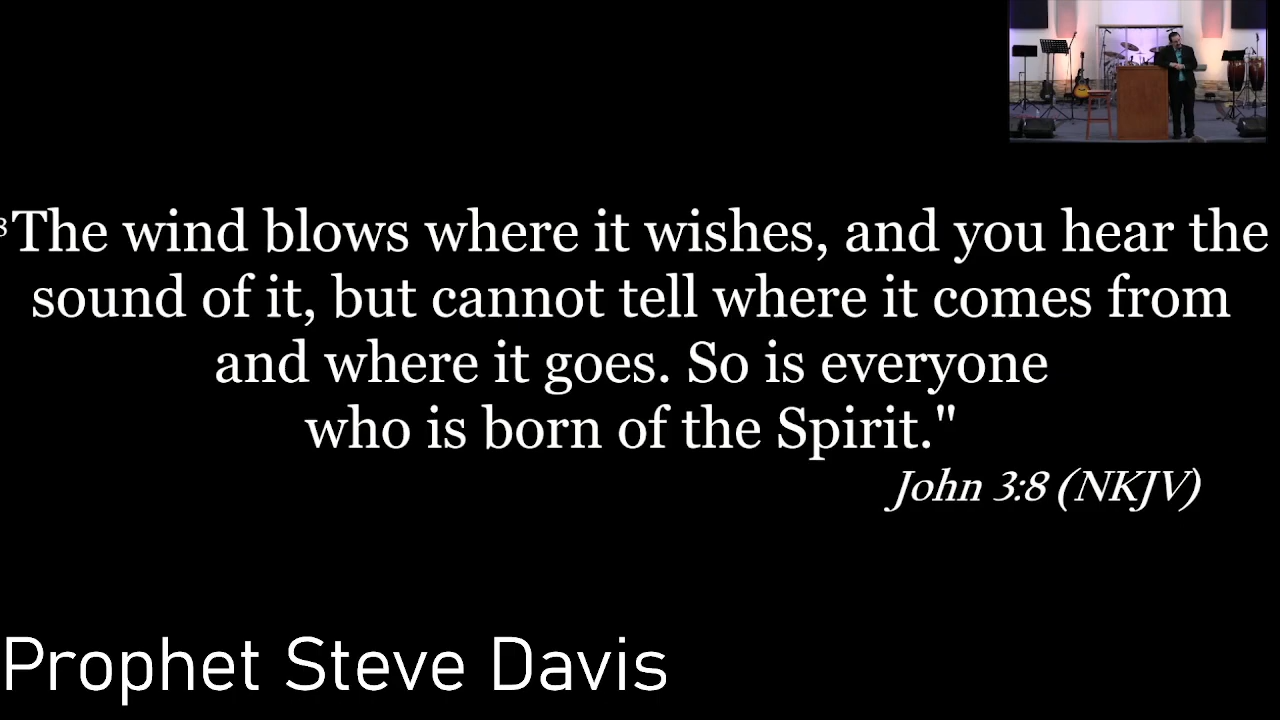 8The wind blows where it wishes, and you hear the
sound of it, but cannot tell where it comes from
and where it goes. So is everyone
who is born of the Spirit."
John 3:8 (NKJV)
Prophet Steve Davis